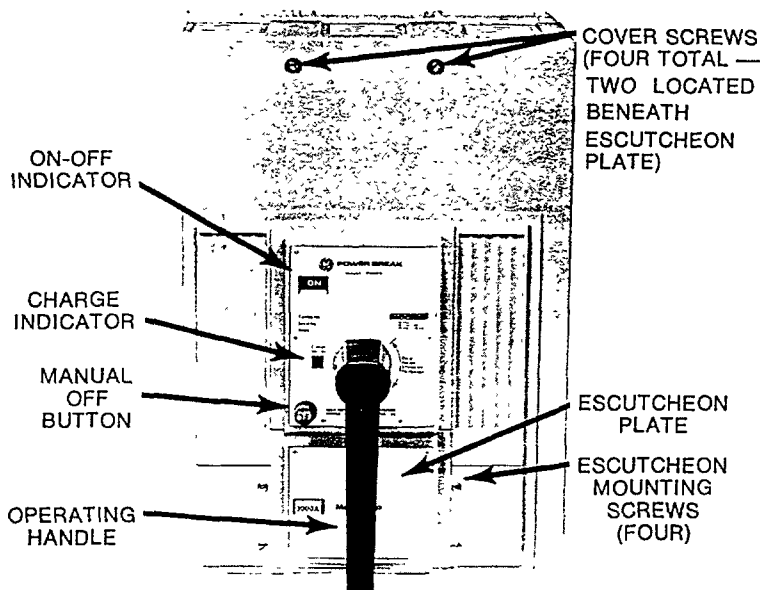 COVER SCREWS
(FOUR TOTAL —
TWO LOCATED
BENEATH
ESCUTCHEON
PLATE)
ON-OFF
INDICATOR
POWER BREAK
ON
CHARGE
INDICATOR
MANUAL
OFF
BUTTON
ESCUTCHEON
PLATE
ESCUTCHEON
MOUNTING
SCREWS
(FOUR)
OPERATING
HANDLE